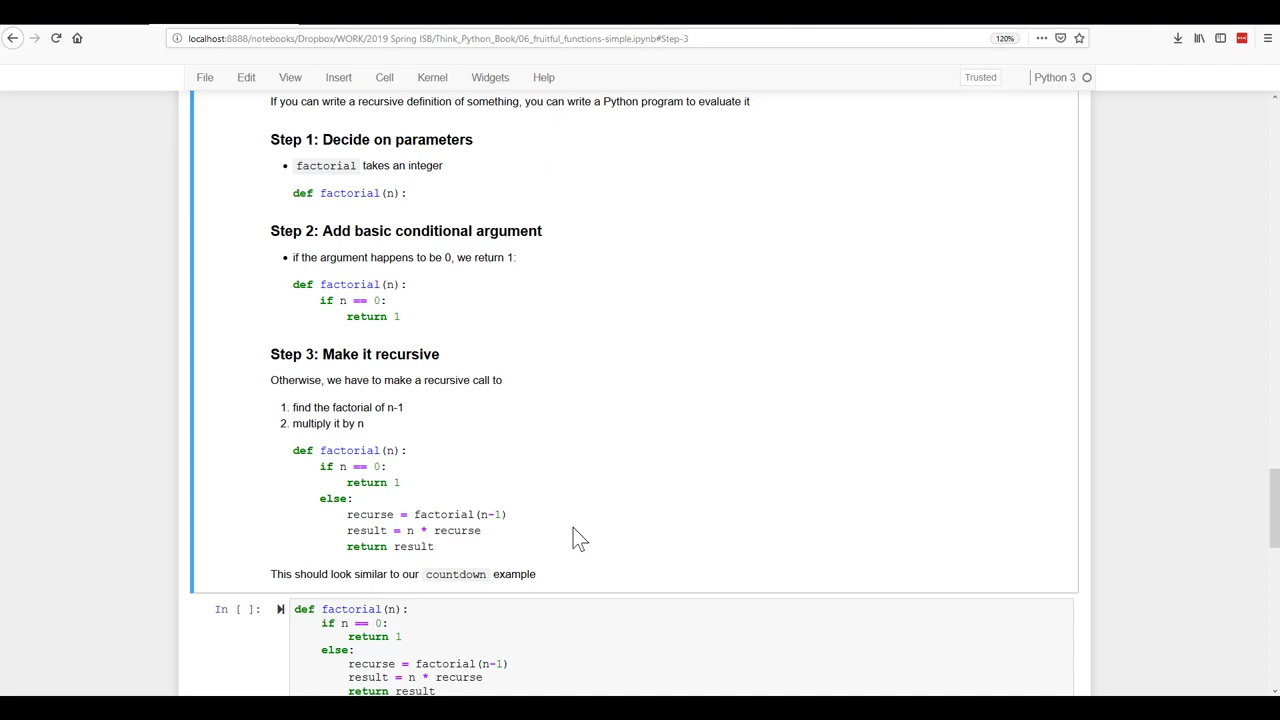 localhost:8888/notebooks/Dropbox/WORK/2019 Spring ISB/Think_Python_Book/06_fruitful_functions-simple.ipynb#Step-3 120%
File Edit View Insert Cell Kernel Widgets Help Trusted Python 3
If you can write a recursive definition of something, you can write a Python program to evaluate it
Step 1: Decide on parameters
• factorial takes an integer
def factorial(n):
Step 2: Add basic conditional argument
• if the argument happens to be 0, we return 1:
def factorial(n):
if n == 0:
return 1
Step 3: Make it recursive
Otherwise, we have to make a recursive call to
1. find the factorial of n-1
2. multiply it by n
def factorial(n):
if n == 0:
return 1
else:
recurse = factorial(n-1)
result = n * recurse
return result
This should look similar to our countdown example
In [ ]: def factorial(n):
if n == 0:
return 1
else:
recurse = factorial(n-1)
result = n * recurse
return result